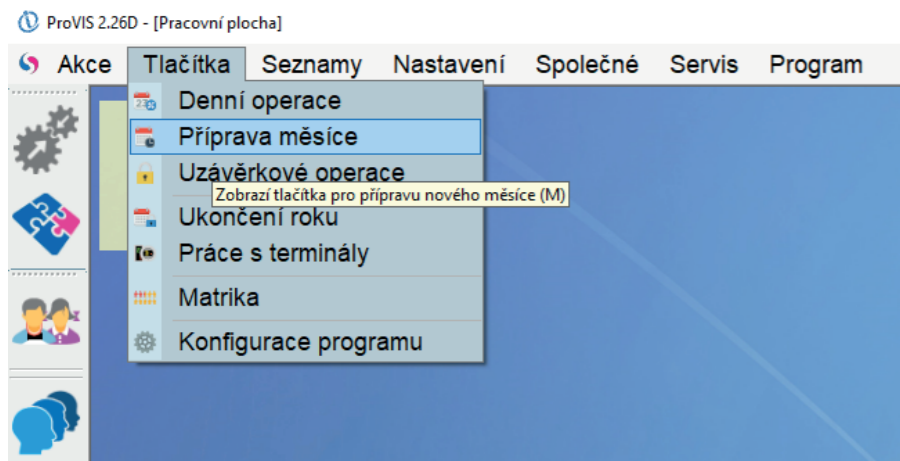 ProVIS 2.26D - [Pracovní plocha]
Akce Tlačítka Seznamy Nastavení Společné Servis Program
Denní operace
Příprava měsíce
Uzávěrkové operace
Zobrazí tlačítka pro přípravu nového měsíce (M)
Ukončení roku
Práce s terminály
Matrika
Konfigurace programu